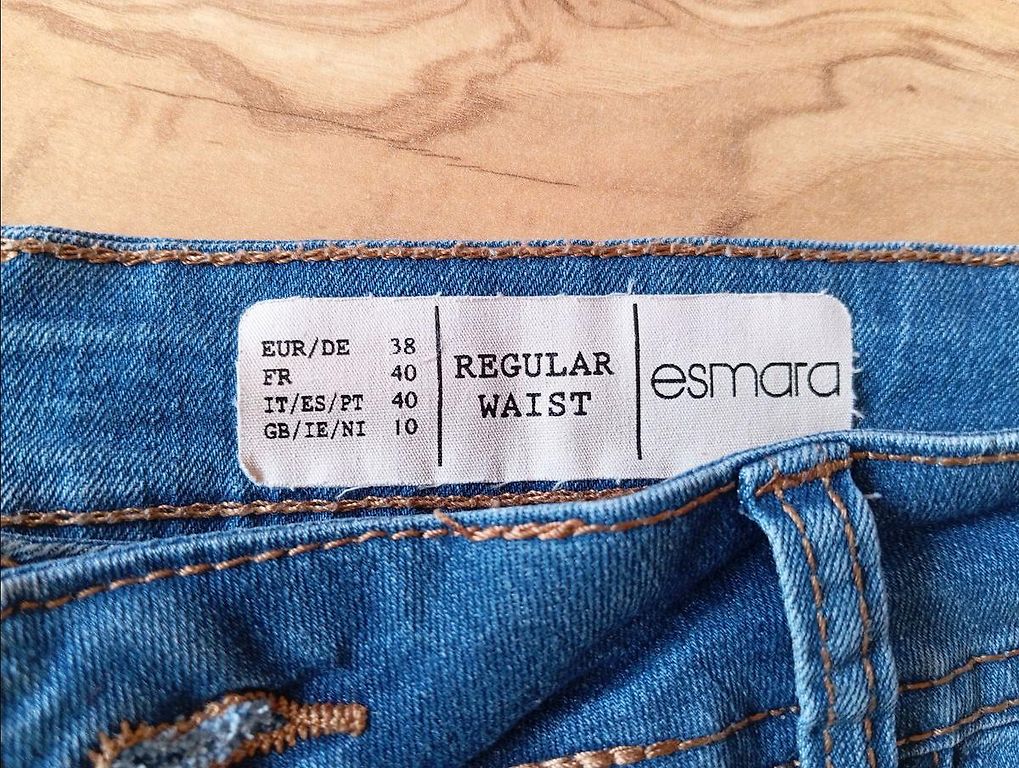 EUR/DE 38
FR 40
IT/ES/PT 40
GB/IE/NI 10
REGULAR
WAIST
esmara